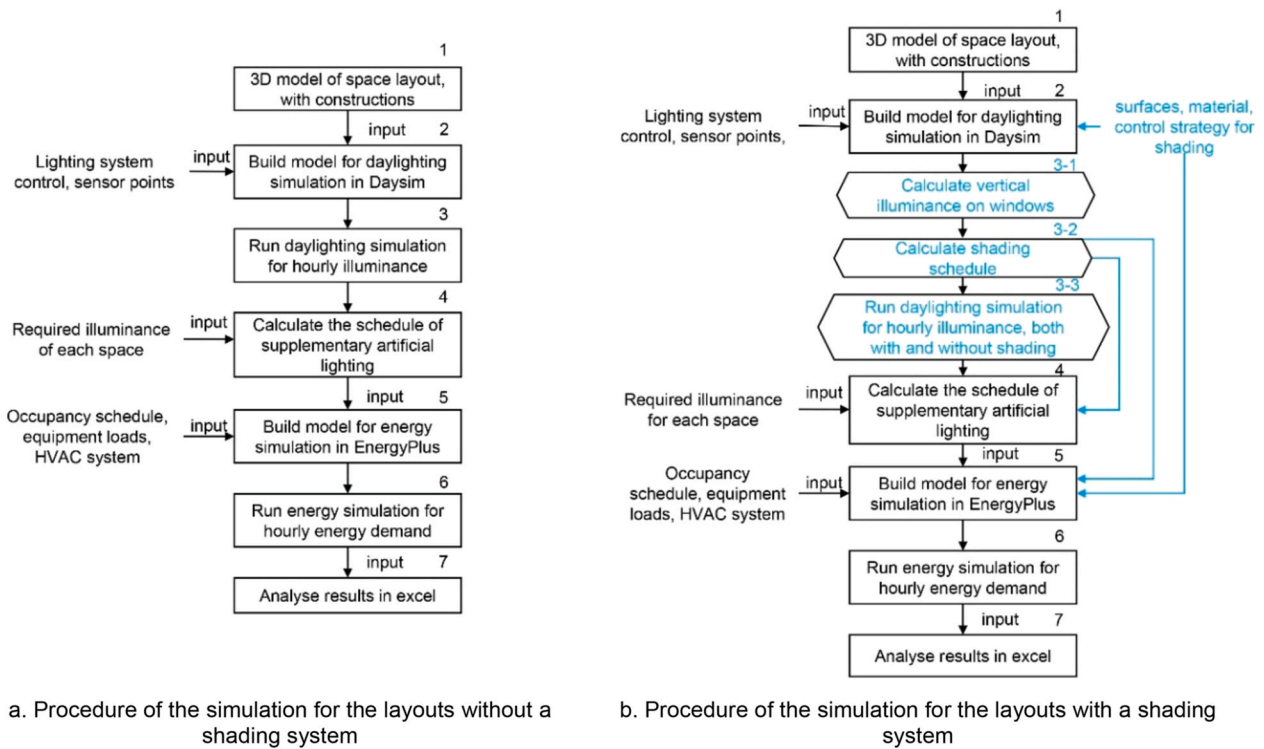 1
3D model of space layout,
with constructions
input 2
Lighting system
control, sensor points
input
Build model for daylighting
simulation in Daysim
3
Run daylighting simulation
for hourly illuminance
4
Required illuminance
of each space
input
Calculate the schedule of
supplementary artificial
lighting
input 5
Occupancy schedule,
equipment loads,
HVAC system
input
Build model for energy
simulation in EnergyPlus
6
Run energy simulation for
hourly energy demand
input 7
Analyse results in excel
a. Procedure of the simulation for the layouts without a
shading system
1
3D model of space layout,
with constructions
input 2
Lighting system
control, sensor points,
input
Build model for daylighting
simulation in Daysim
surfaces, material,
control strategy for
shading
3-1
Calculate vertical
illuminance on windows
3-2
Calculate shading
schedule
3-3
Run daylighting simulation
for hourly illuminance, both
with and without shading
4
Required illuminance
for each space
input
Calculate the schedule of
supplementary artificial
lighting
input 5
Occupancy
schedule, equipment
loads, HVAC system
input
Build model for energy
simulation in EnergyPlus
6
Run energy simulation for
hourly energy demand
input 7
Analyse results in excel
b. Procedure of the simulation for the layouts with a shading
system